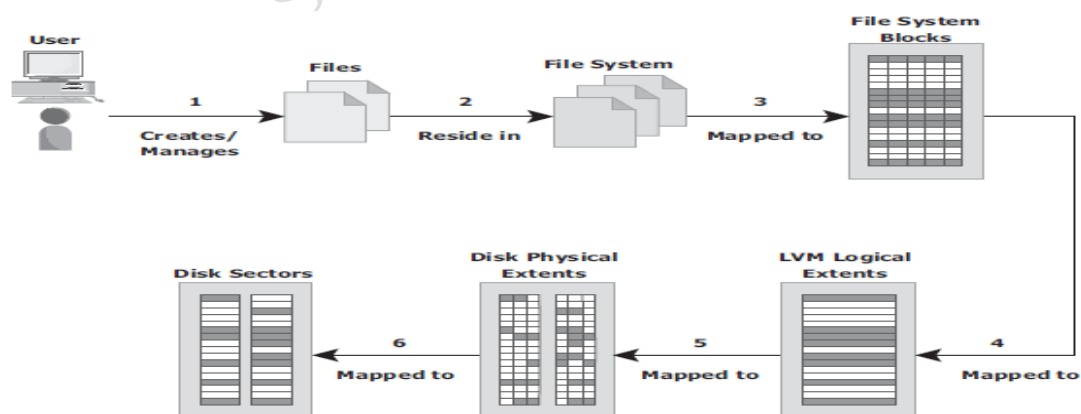 User
Files
File System
File System
Blocks
1
Creates/
Manages
2
Reside in
3
Mapped to
Disk Sectors
Disk Physical
Extents
LVM Logical
Extents
6
Mapped to
5
Mapped to
4
Mapped to